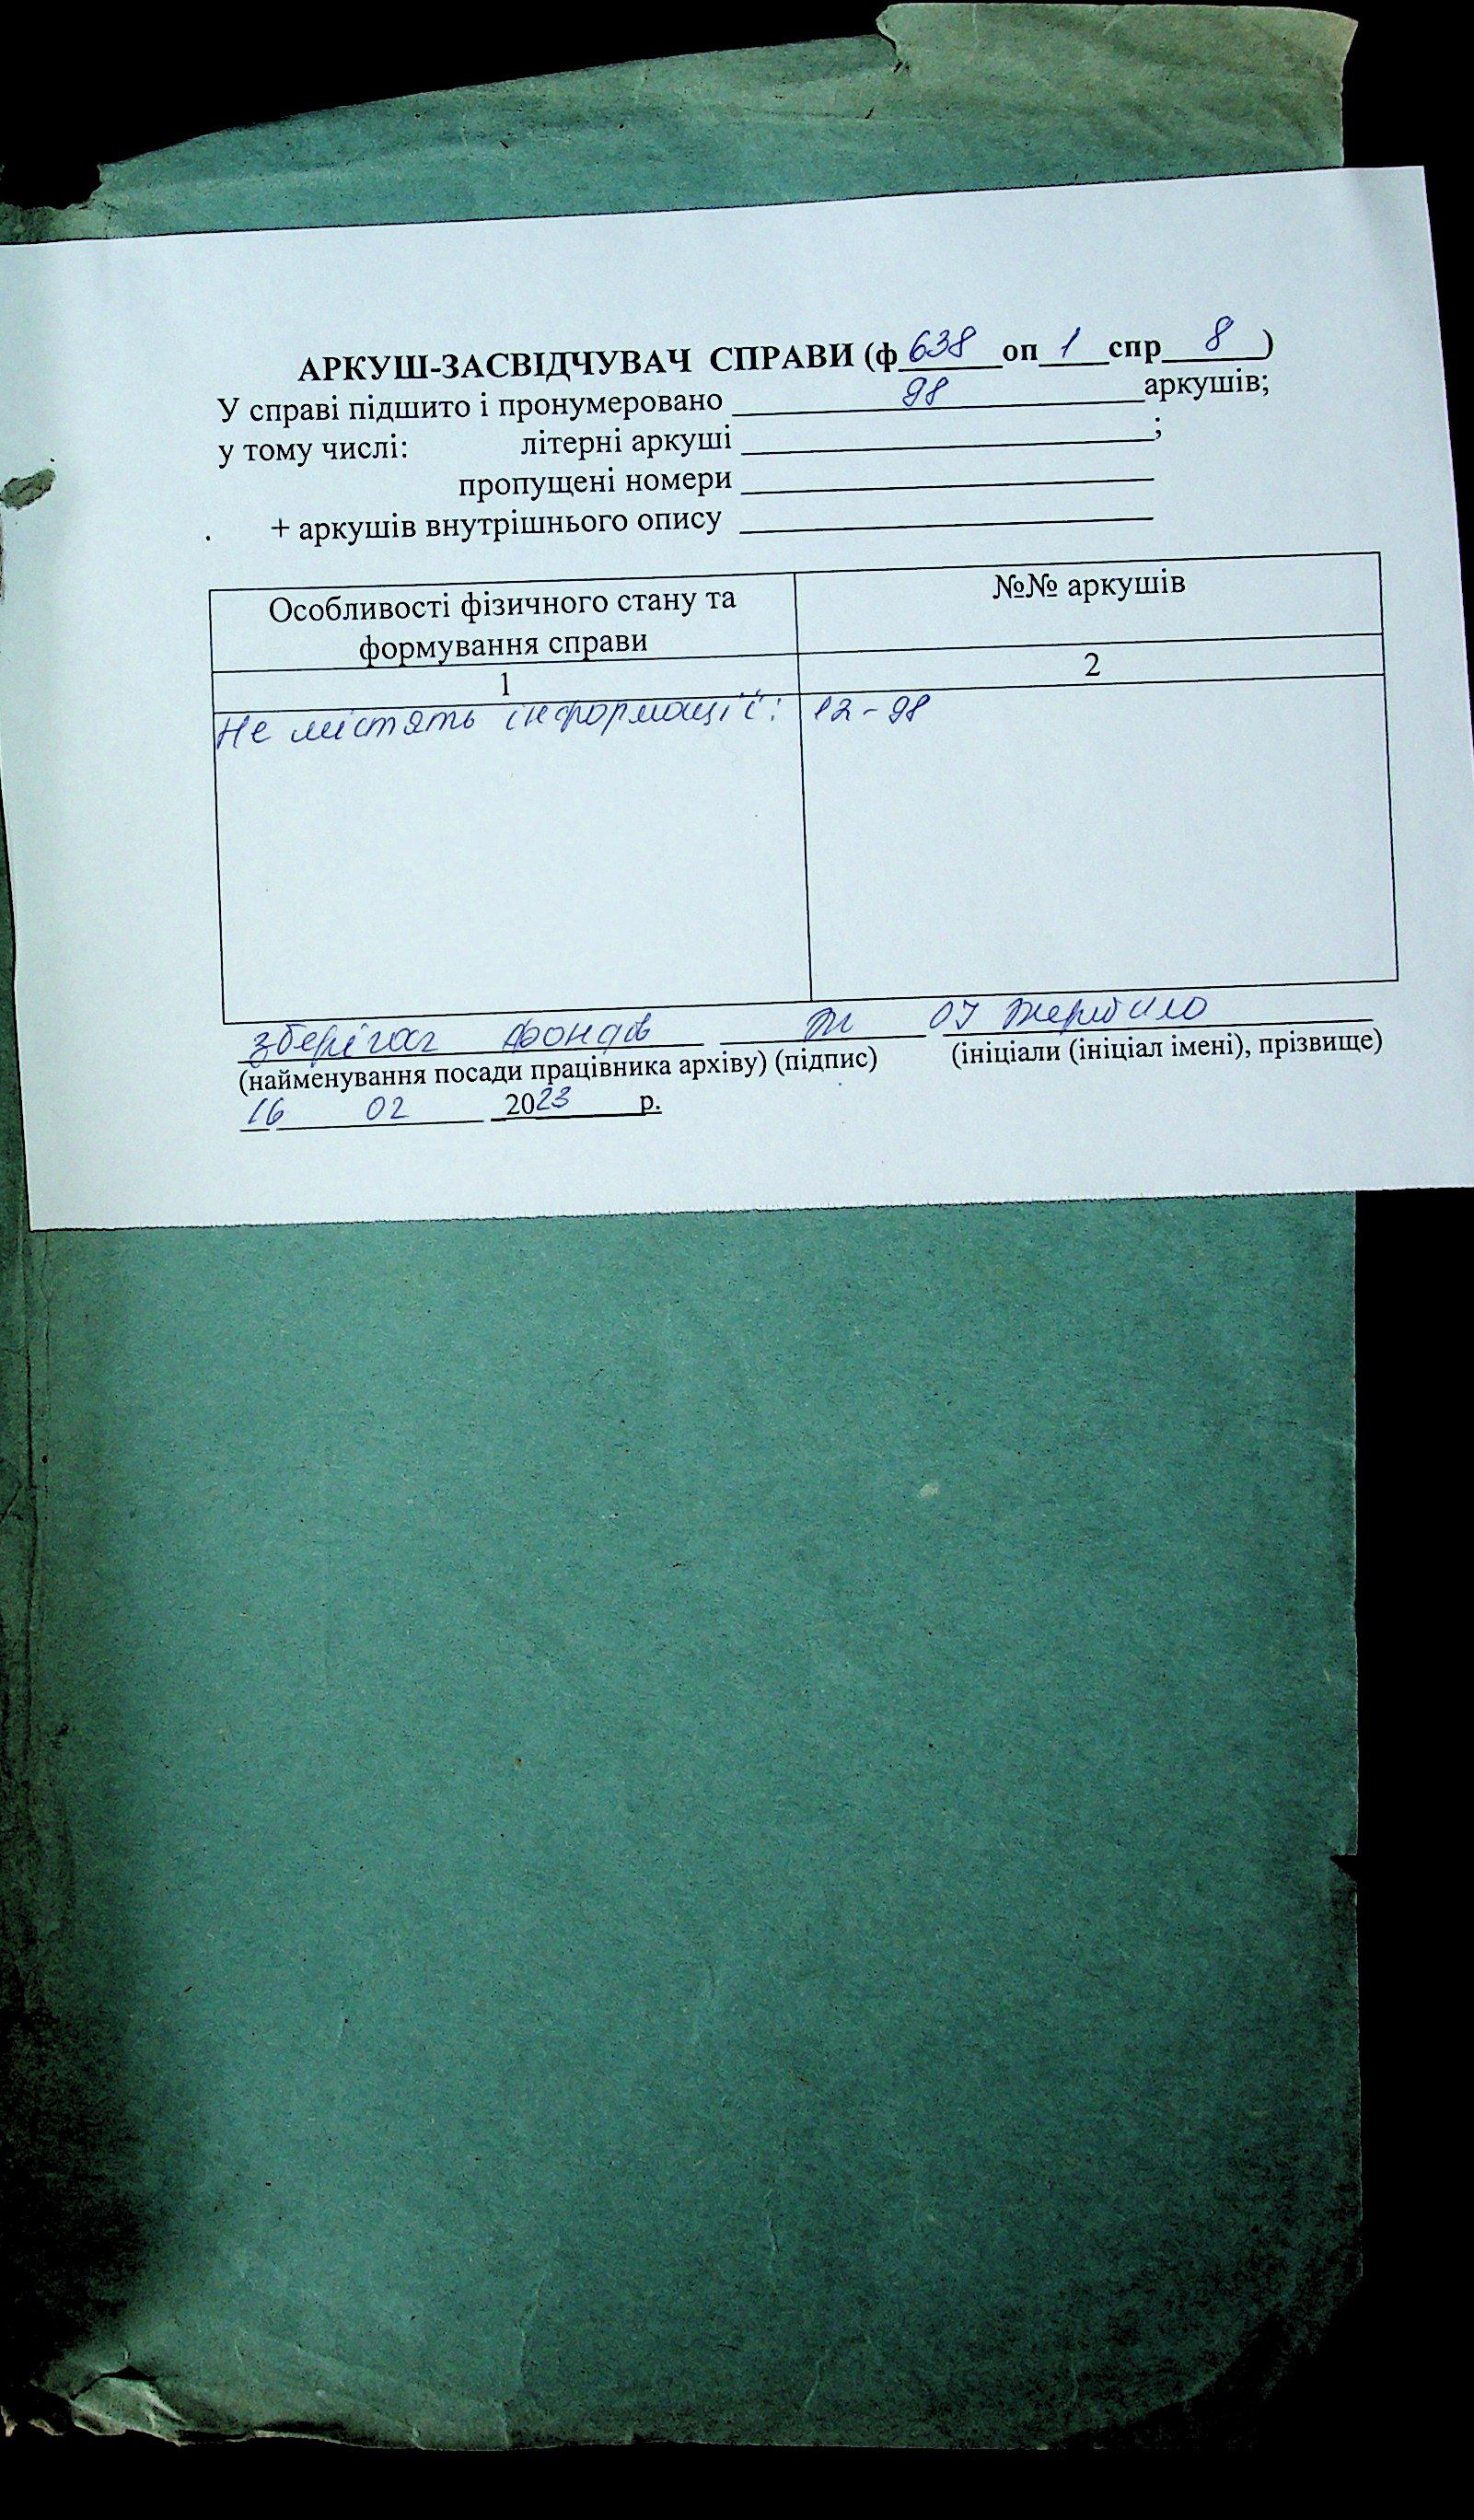 АРКУШ-ЗАСВІДЧУВАЧ СПРАВИ (ф 638 оп 1 спр 8 )
У справі підшито і пронумеровано 98 аркушів;
у тому числі: літерні аркуші ;
пропущені номери
+ аркушів внутрішнього опису
Особливості фізичного стану та формування справи №№ аркушів
1 2
Не містять інформації: 12-98
зберігач фондів
(найменування посади працівника архіву) (підпис) (ініціали (ініціал імені), прізвище)
16 02 2023 р.